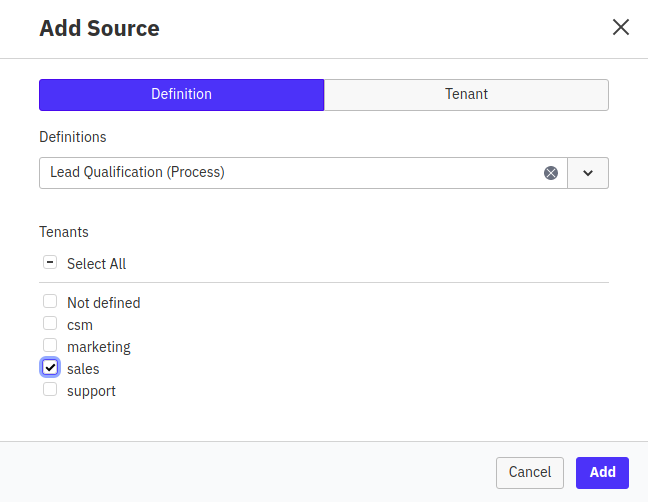 Add Source
Definition
Tenant
Definitions
Lead Qualification (Process)
Tenants
Select All
Not defined
csm
marketing
sales
support
Cancel
Add